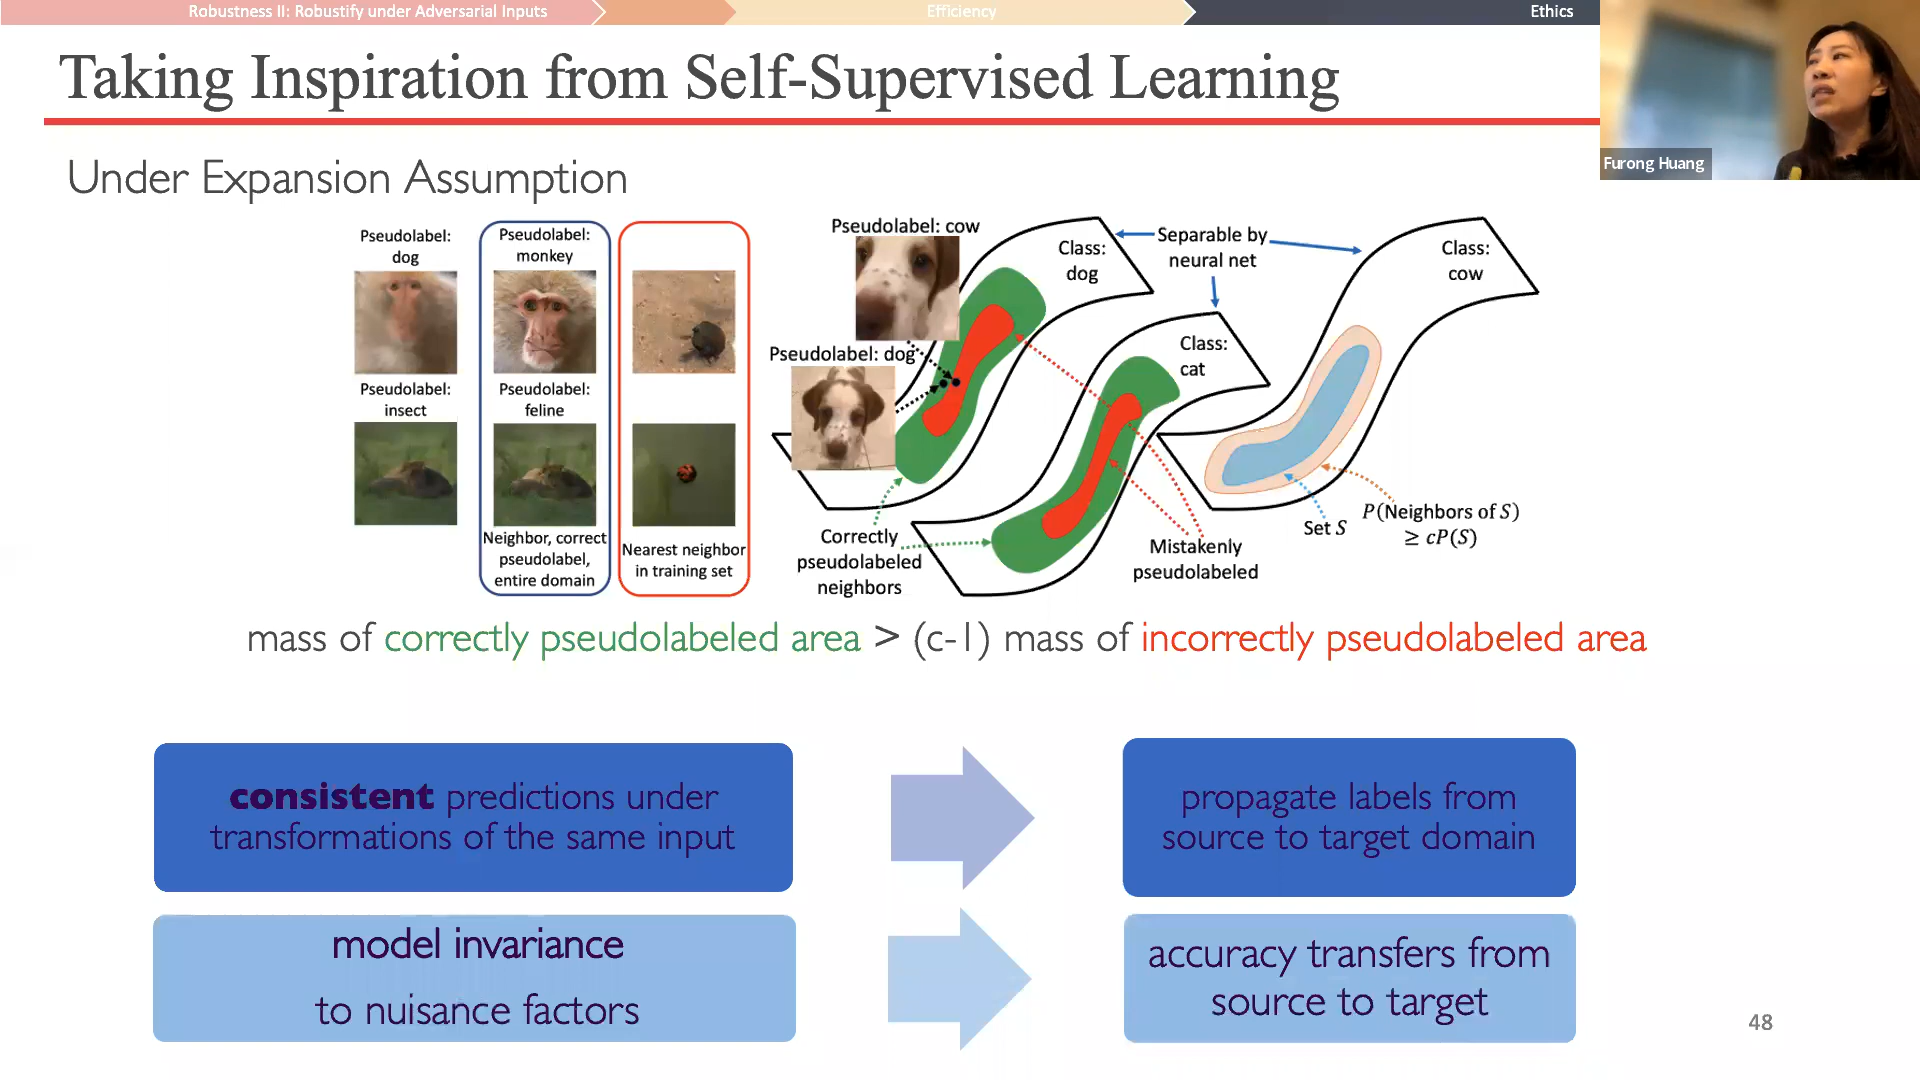 Robustness II: Robustify under Adversarial Inputs
Efficiency
Ethics
Taking Inspiration from Self-Supervised Learning
Furong Huang
Under Expansion Assumption
Pseudolabel:
dog
Pseudolabel:
monkey
Pseudolabel:
insect
Pseudolabel:
feline
Neighbor, correct
pseudolabel,
entire domain
Nearest neighbor
in training set
Pseudolabel: cow
Pseudolabel: dog
Class:
dog
Separable by
neural net
Class:
cat
Class:
cow
Correctly
pseudolabeled
neighbors
Mistakenly
pseudolabeled
Set S
P(Neighbors of S)
≥ cP(S)
mass of correctly pseudolabeled area > (c-1) mass of incorrectly pseudolabeled area
consistent predictions under
transformations of the same input
propagate labels from
source to target domain
model invariance
to nuisance factors
accuracy transfers from
source to target
48